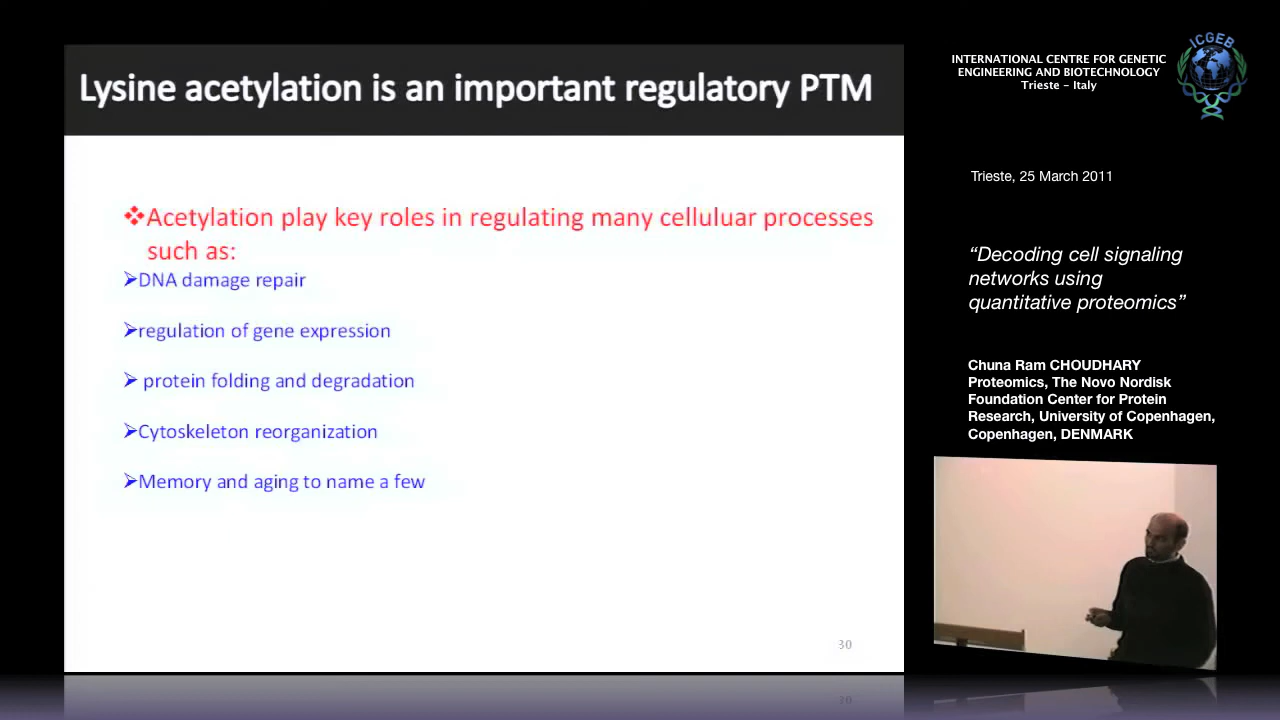 Lysine acetylation is an important regulatory PTM
❖Acetylation play key roles in regulating many celluluar processes
such as:
➢DNA damage repair
➢regulation of gene expression
➢ protein folding and degradation
➢Cytoskeleton reorganization
➢Memory and aging to name a few
30
INTERNATIONAL CENTRE FOR GENETIC
ENGINEERING AND BIOTECHNOLOGY
Trieste – Italy
ICGEB
Trieste, 25 March 2011
“Decoding cell signaling
networks using
quantitative proteomics”
Chuna Ram CHOUDHARY
Proteomics, The Novo Nordisk
Foundation Center for Protein
Research, University of Copenhagen,
Copenhagen, DENMARK